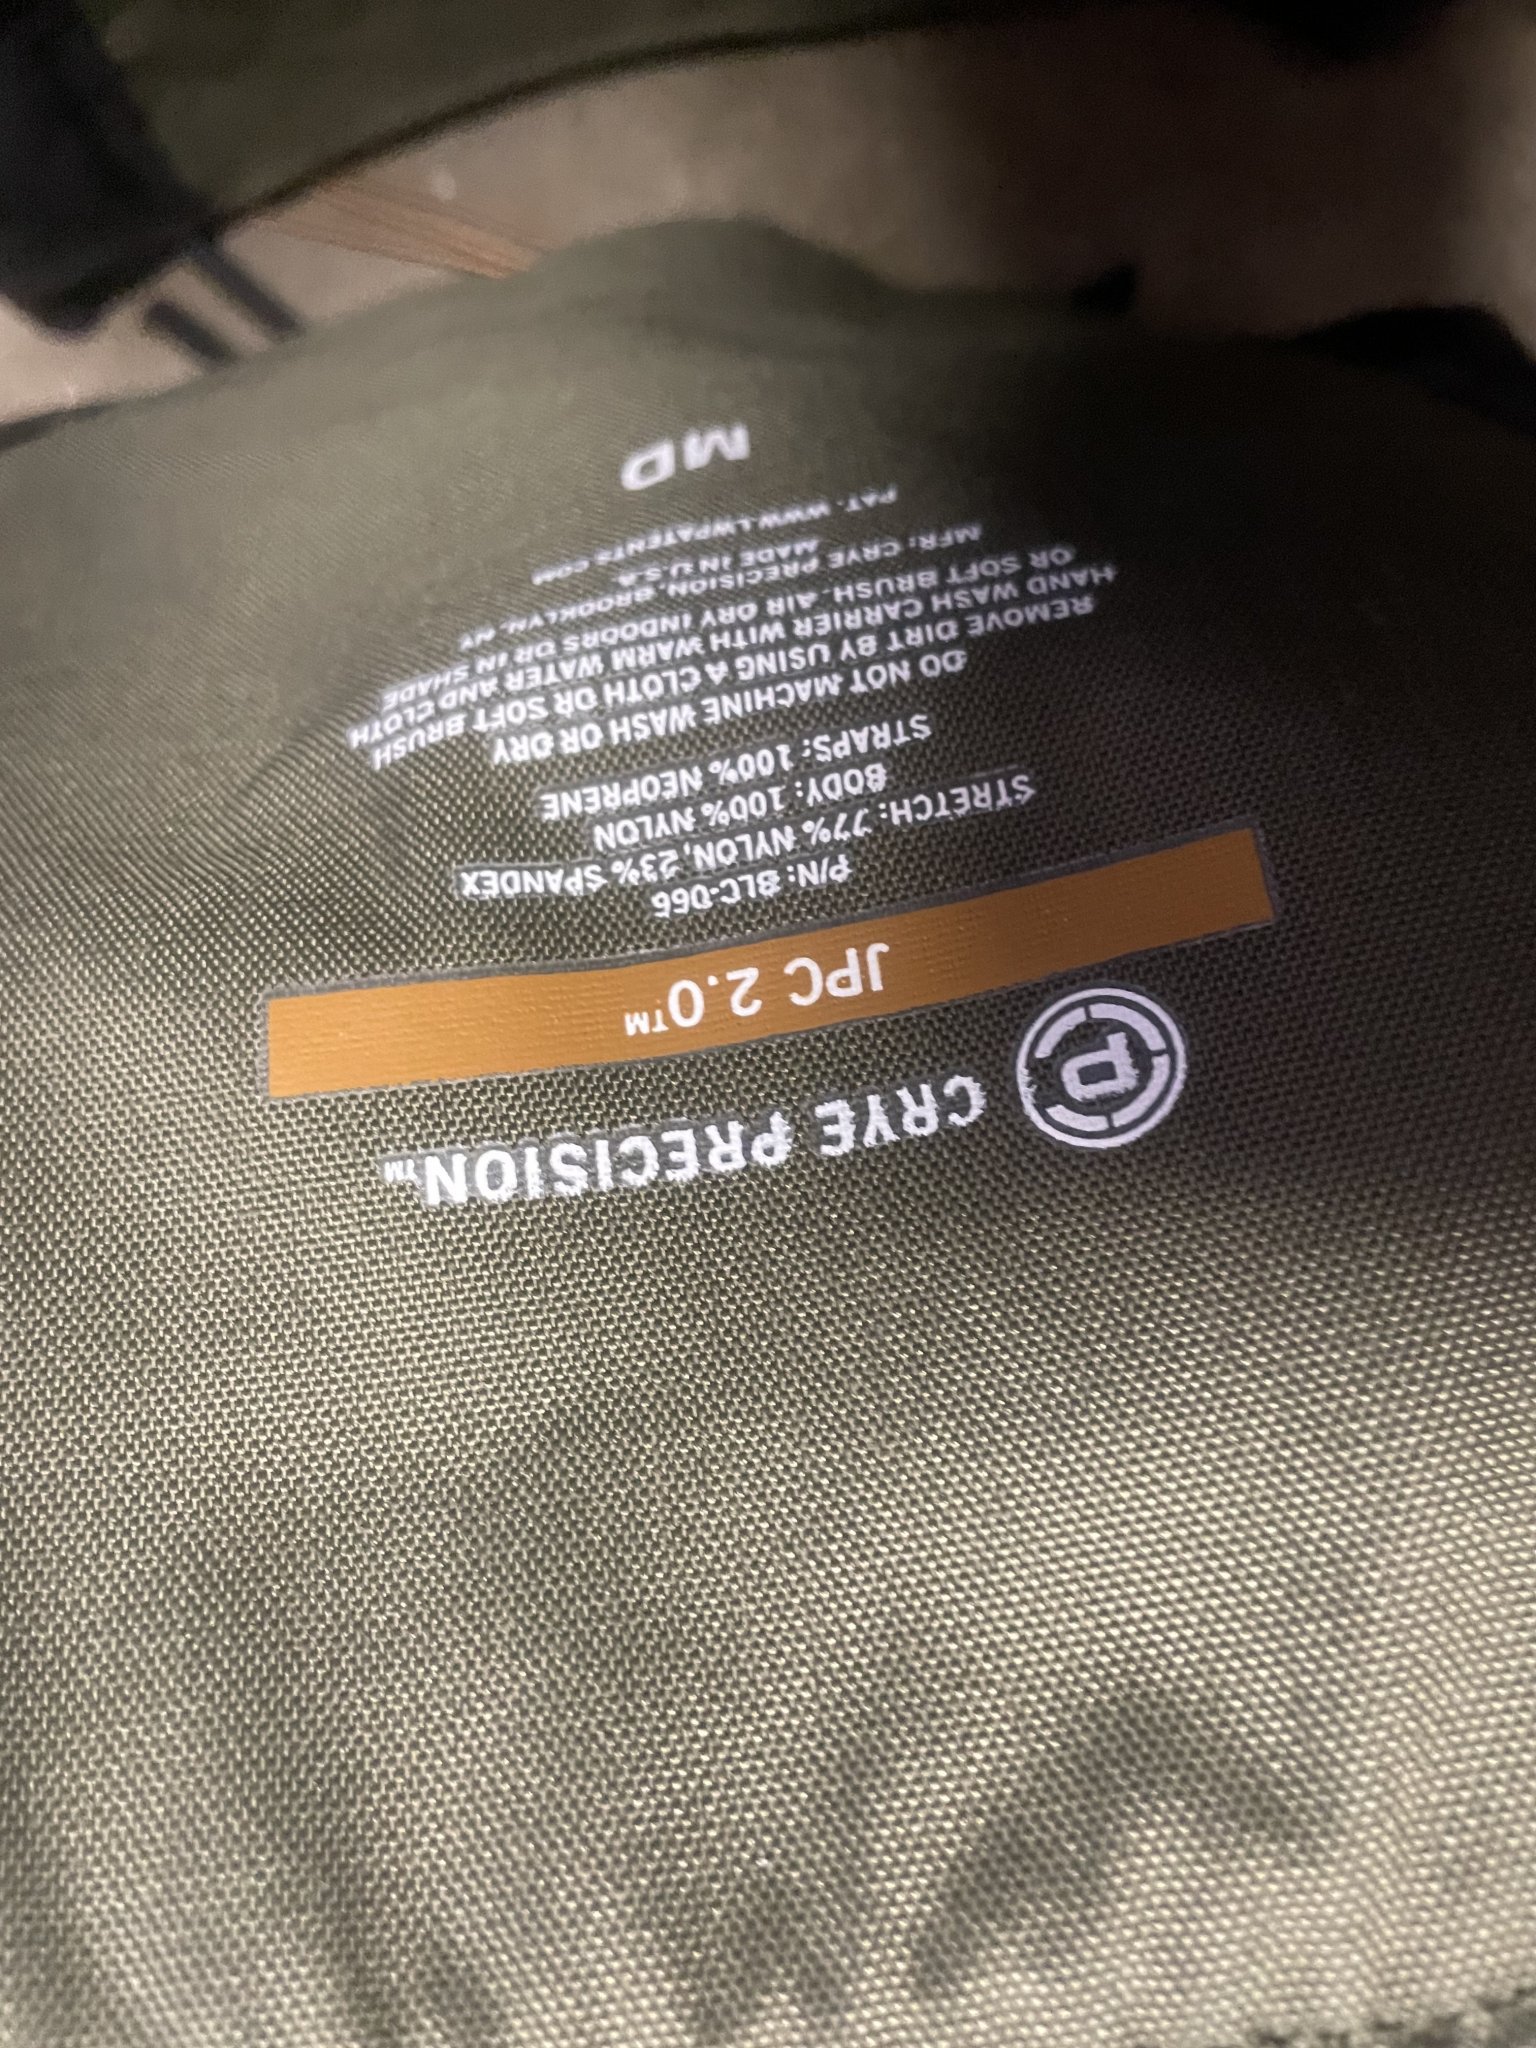 CRYE PRECISION™
JPC 2.0™
P/N: BLC-066
STRETCH: 77% NYLON, 23% SPANDEX
BODY: 100% NYLON
STRAPS: 100% NEOPRENE
DO NOT MACHINE WASH OR DRY
REMOVE DIRT BY USING A CLOTH OR SOFT BRUSH
HAND WASH CARRIER WITH WARM WATER AND CLOTH
OR SOFT BRUSH. AIR DRY INDOORS OR IN SHADE
MFR: CRYE PRECISION, BROOKLYN, NY
MADE IN U.S.A.
PAT. WWW.LWPATENTS.COM
MD